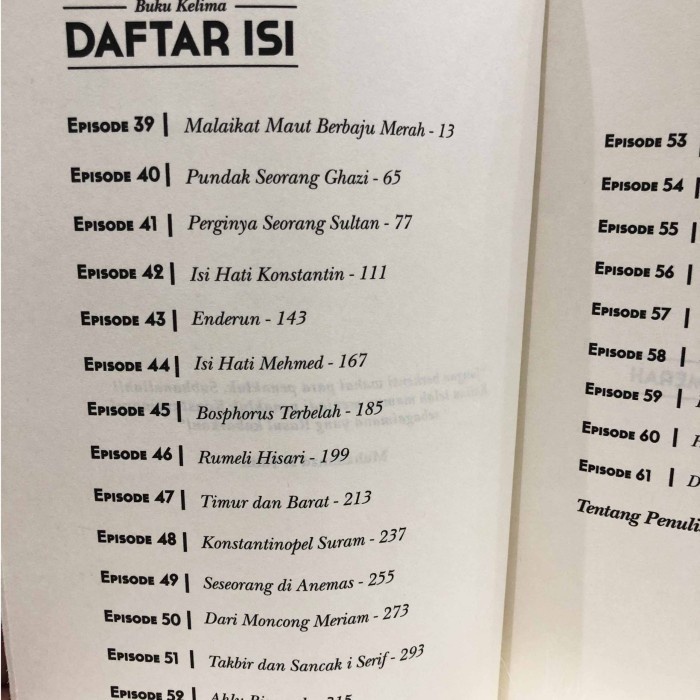 Buku Kelima
DAFTAR ISI
EPISODE 39 | Malaikat Maut Berbaju Merah - 13
EPISODE 40 | Pundak Seorang Ghazi - 65
EPISODE 41 | Perginya Seorang Sultan - 77
EPISODE 42 | Isi Hati Konstantin - 111
EPISODE 43 | Enderun - 143
EPISODE 44 | Isi Hati Mehmed - 167
EPISODE 45 | Bosphorus Terbelah - 185
EPISODE 46 | Rumeli Hisari - 199
EPISODE 47 | Timur dan Barat - 213
EPISODE 48 | Konstantinopel Suram - 237
EPISODE 49 | Seseorang di Anemas - 255
EPISODE 50 | Dari Moncong Meriam - 273
EPISODE 51 | Takbir dan Sancak i Serif - 293
EPISODE 52 |
EPISODE 53
EPISODE 54 |
EPISODE 55 |
EPISODE 56 |
EPISODE 57 |
EPISODE 58 |
EPISODE 59 |
EPISODE 60 |
EPISODE 61 | D
Tentang Penuli